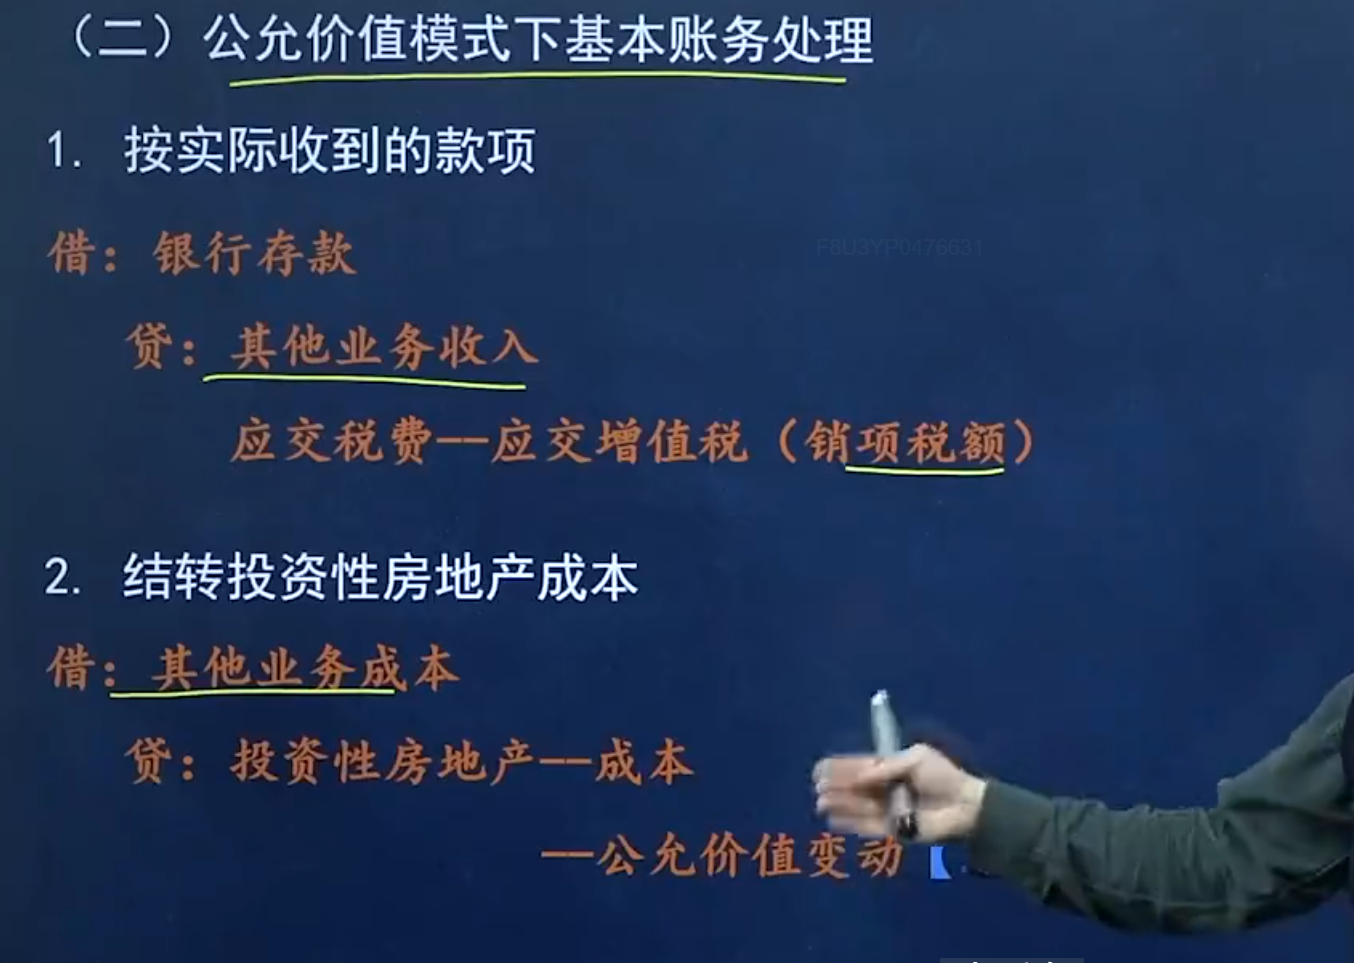 （二）公允价值模式下基本账务处理
1. 按实际收到的款项
借：银行存款
F8U3YP0476631
贷：其他业务收入
应交税费——应交增值税（销项税额）
2. 结转投资性房地产成本
借：其他业务成本
贷：投资性房地产——成本
——公允价值变动【